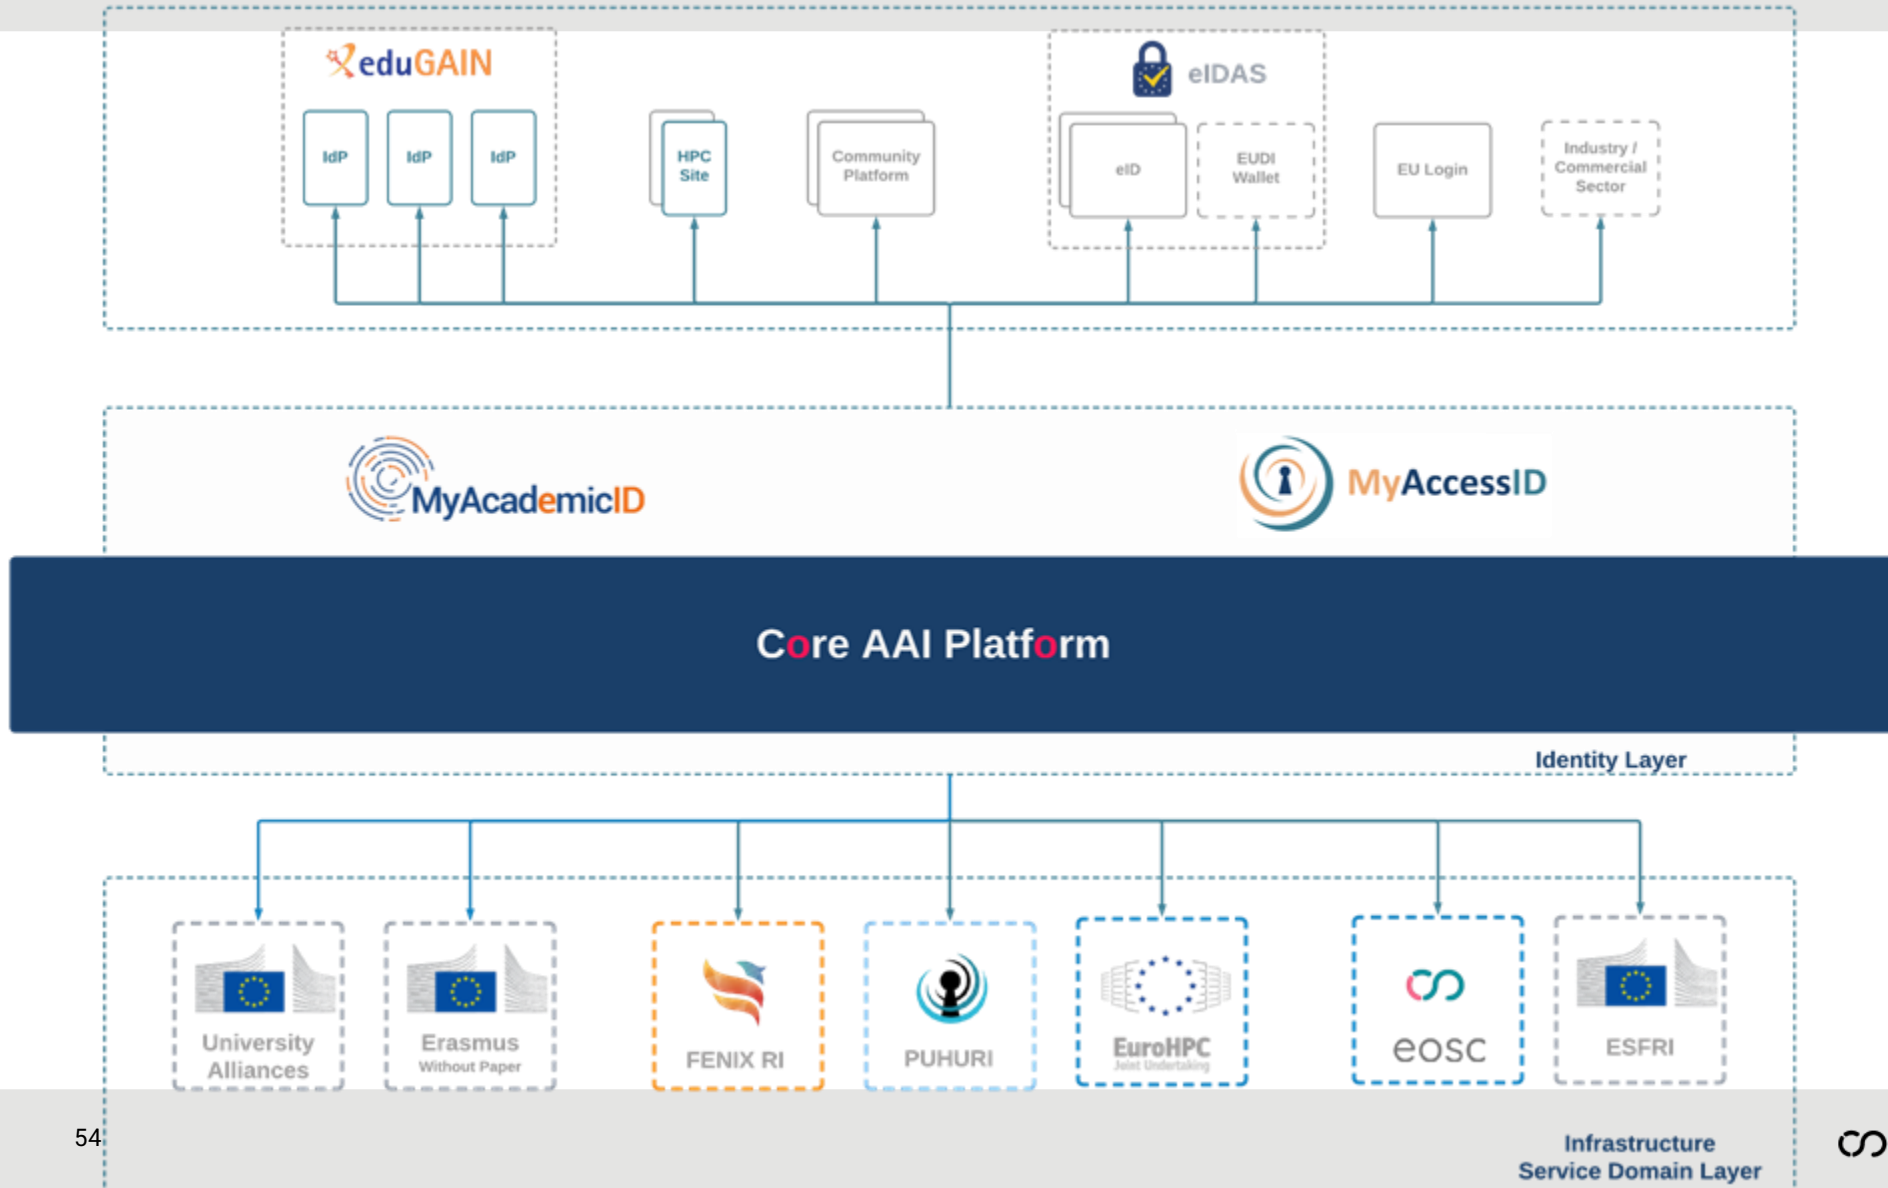 eduGAIN
IdP
IdP
IdP
HPC
Site
Community
Platform
eIDAS
eID
EUDI
Wallet
EU Login
Industry /
Commercial
Sector
MyAcademicID
MyAccessID
Core AAI Platform
Identity Layer
University
Alliances
Erasmus
Without Paper
FENIX RI
PUHURI
EuroHPC
Joint Undertaking
eosc
ESFRI
54
Infrastructure
Service Domain Layer